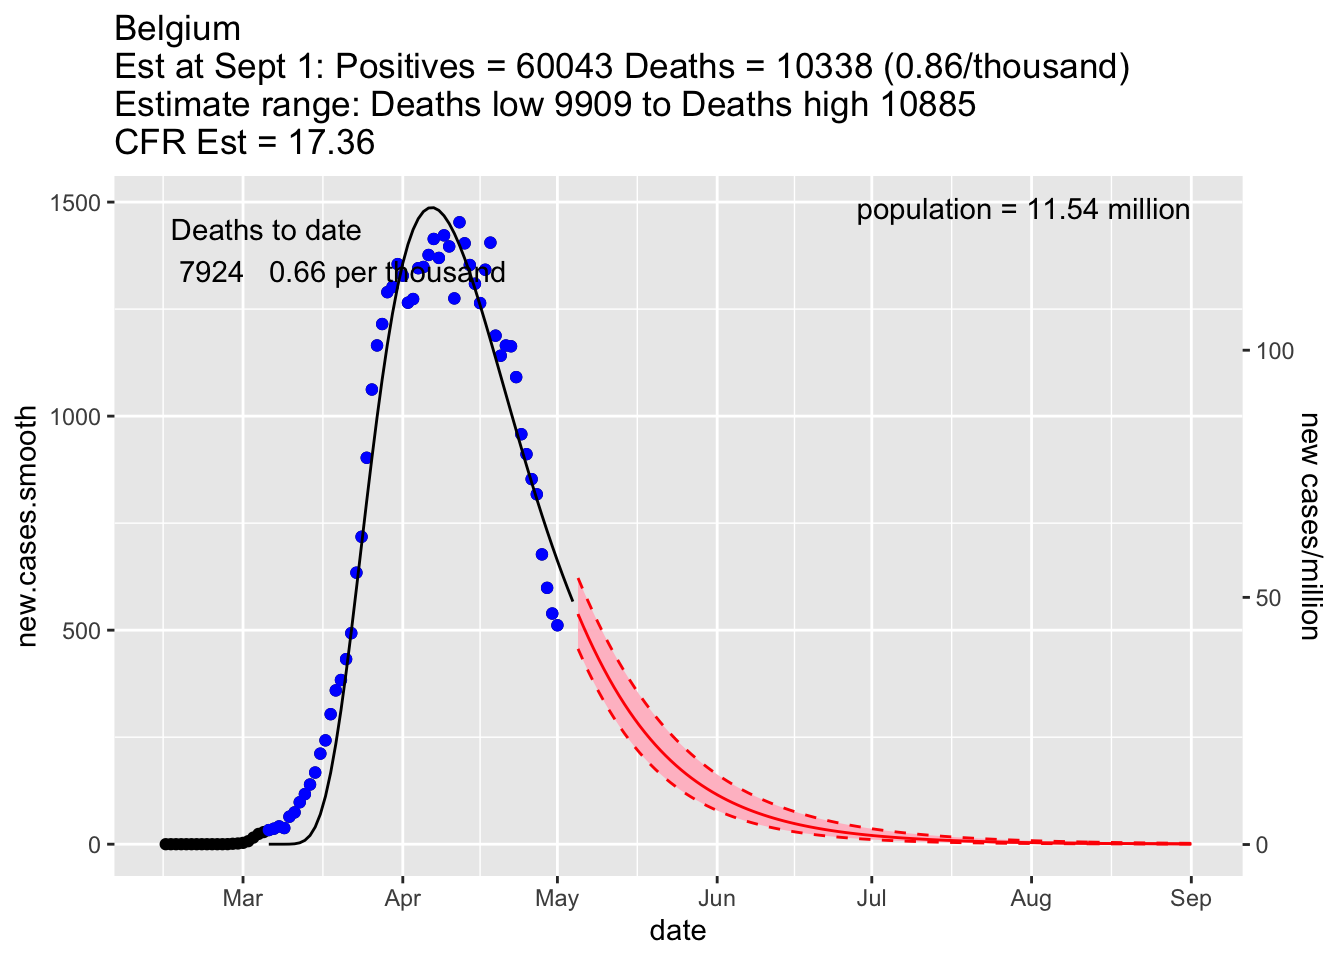 Belgium
Est at Sept 1: Positives = 60043 Deaths = 10338 (0.86/thousand)
Estimate range: Deaths low 9909 to Deaths high 10885
CFR Est = 17.36
1500
1000
500
0
new.cases.smooth
Deaths to date
7924 0.66 per thousand
population = 11.54 million
100
50
0
new cases/million
Mar Apr May Jun Jul Aug Sep
date